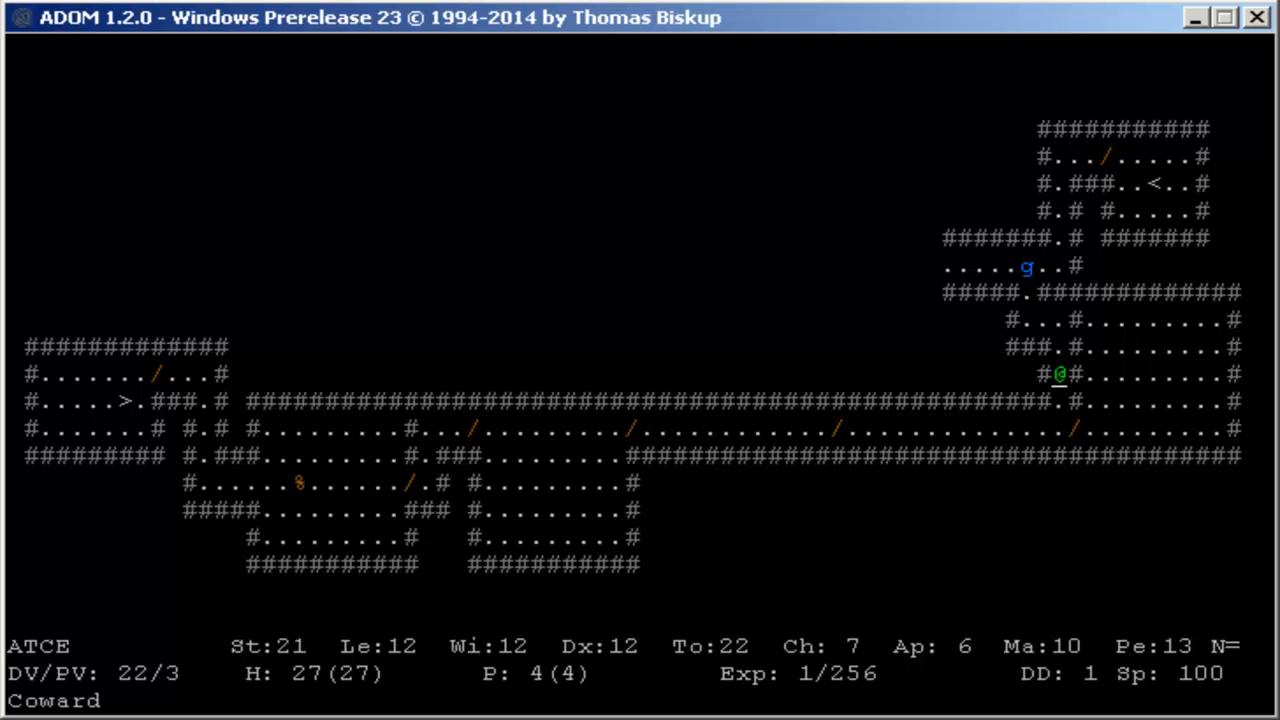 ADOM 1.2.0 - Windows Prerelease 23 © 1994-2014 by Thomas Biskup
###########
#.../.....#
#.###..<..#
#.# #.....#
#######.# #######
.....g..#
#####.#############
#...#.........#
############# ###.#.........#
#......./...# #@#.........#
#.....>.###.# ###################################################.#.........#
#.......# #.# #.........#.../........./............/............../.........#
######### #.###.........#.###.........#######################################
#......%....../.# #.........#
#####.........### #.........#
#.........# #.........#
########### ###########
ATCE St:21 Le:12 Wi:12 Dx:12 To:22 Ch: 7 Ap: 6 Ma:10 Pe:13 N=
DV/PV: 22/3 H: 27(27) P: 4(4) Exp: 1/256 DD: 1 Sp: 100
Coward